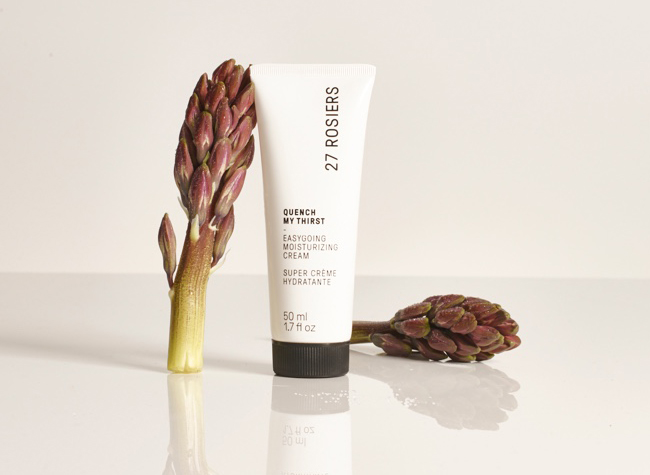 27 ROSIERS
QUENCH
MY THIRST
-
EASYGOING
MOISTURIZING
CREAM
SUPER CRÈME
HYDRATANTE
50 ml
1,7 fl oz